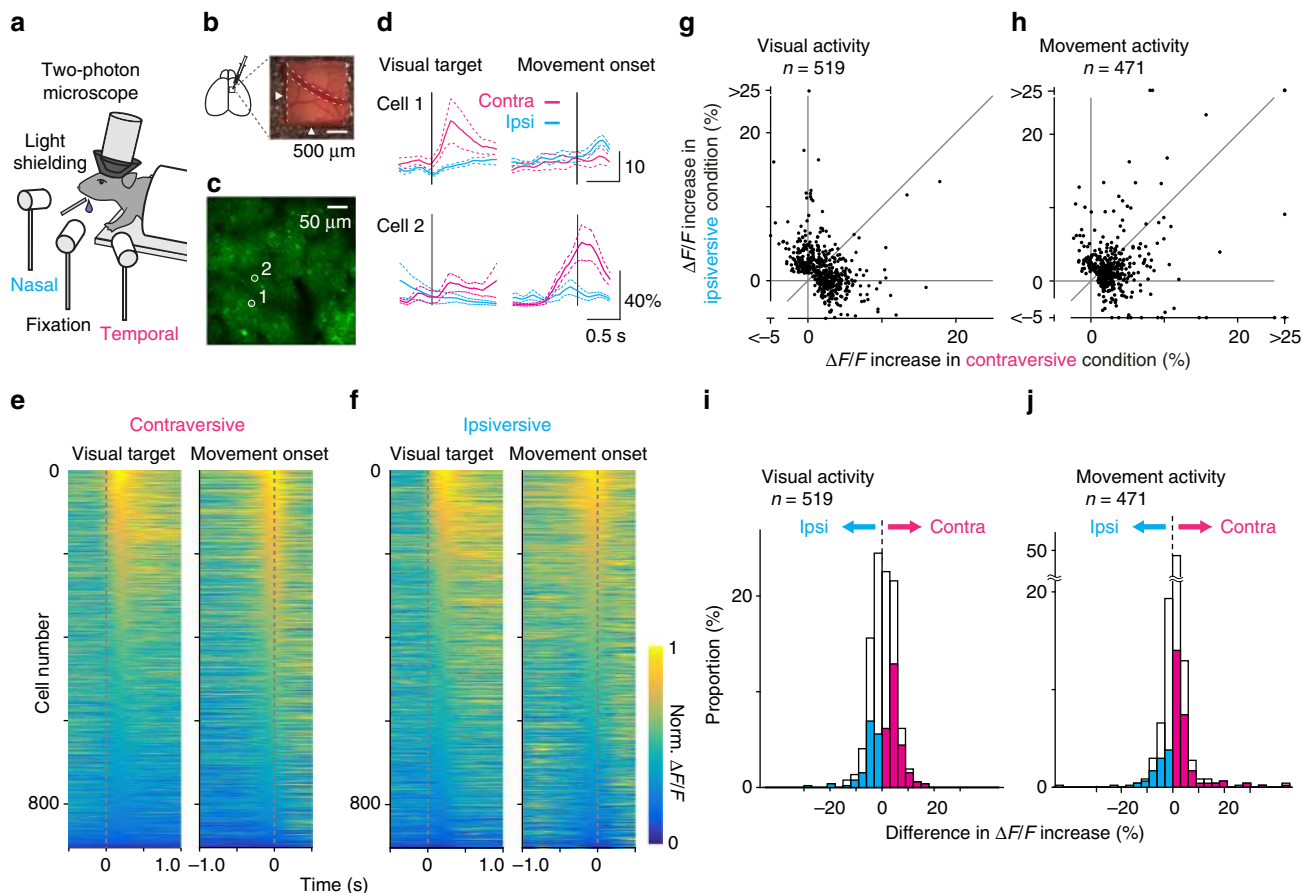 a
Two-photon
microscope
Light
shielding
Nasal
Fixation
Temporal
b
500 μm
c
50 μm
2
1
d
Visual target
Movement onset
Cell 1
Contra
Ipsi
10
Cell 2
40%
0.5 s
g
Visual activity
n = 519
>25
20
0
<–5
ΔF/F increase in
ipsiversive condition (%)
<–5
0
20
h
Movement activity
n = 471
>25
20
0
<–5
0
20
>25
ΔF/F increase in contraversive condition (%)
e
Contraversive
Visual target
Movement onset
0
800
Cell number
0
1.0
–1.0
0
f
Ipsiversive
Visual target
Movement onset
0
800
0
1.0
–1.0
0
Time (s)
1
Norm. ΔF/F
0
i
Visual activity
n = 519
Ipsi
Contra
20
0
Proportion (%)
–20
0
20
j
Movement activity
n = 471
Ipsi
Contra
50
20
0
–20
0
20
Difference in ΔF/F increase (%)